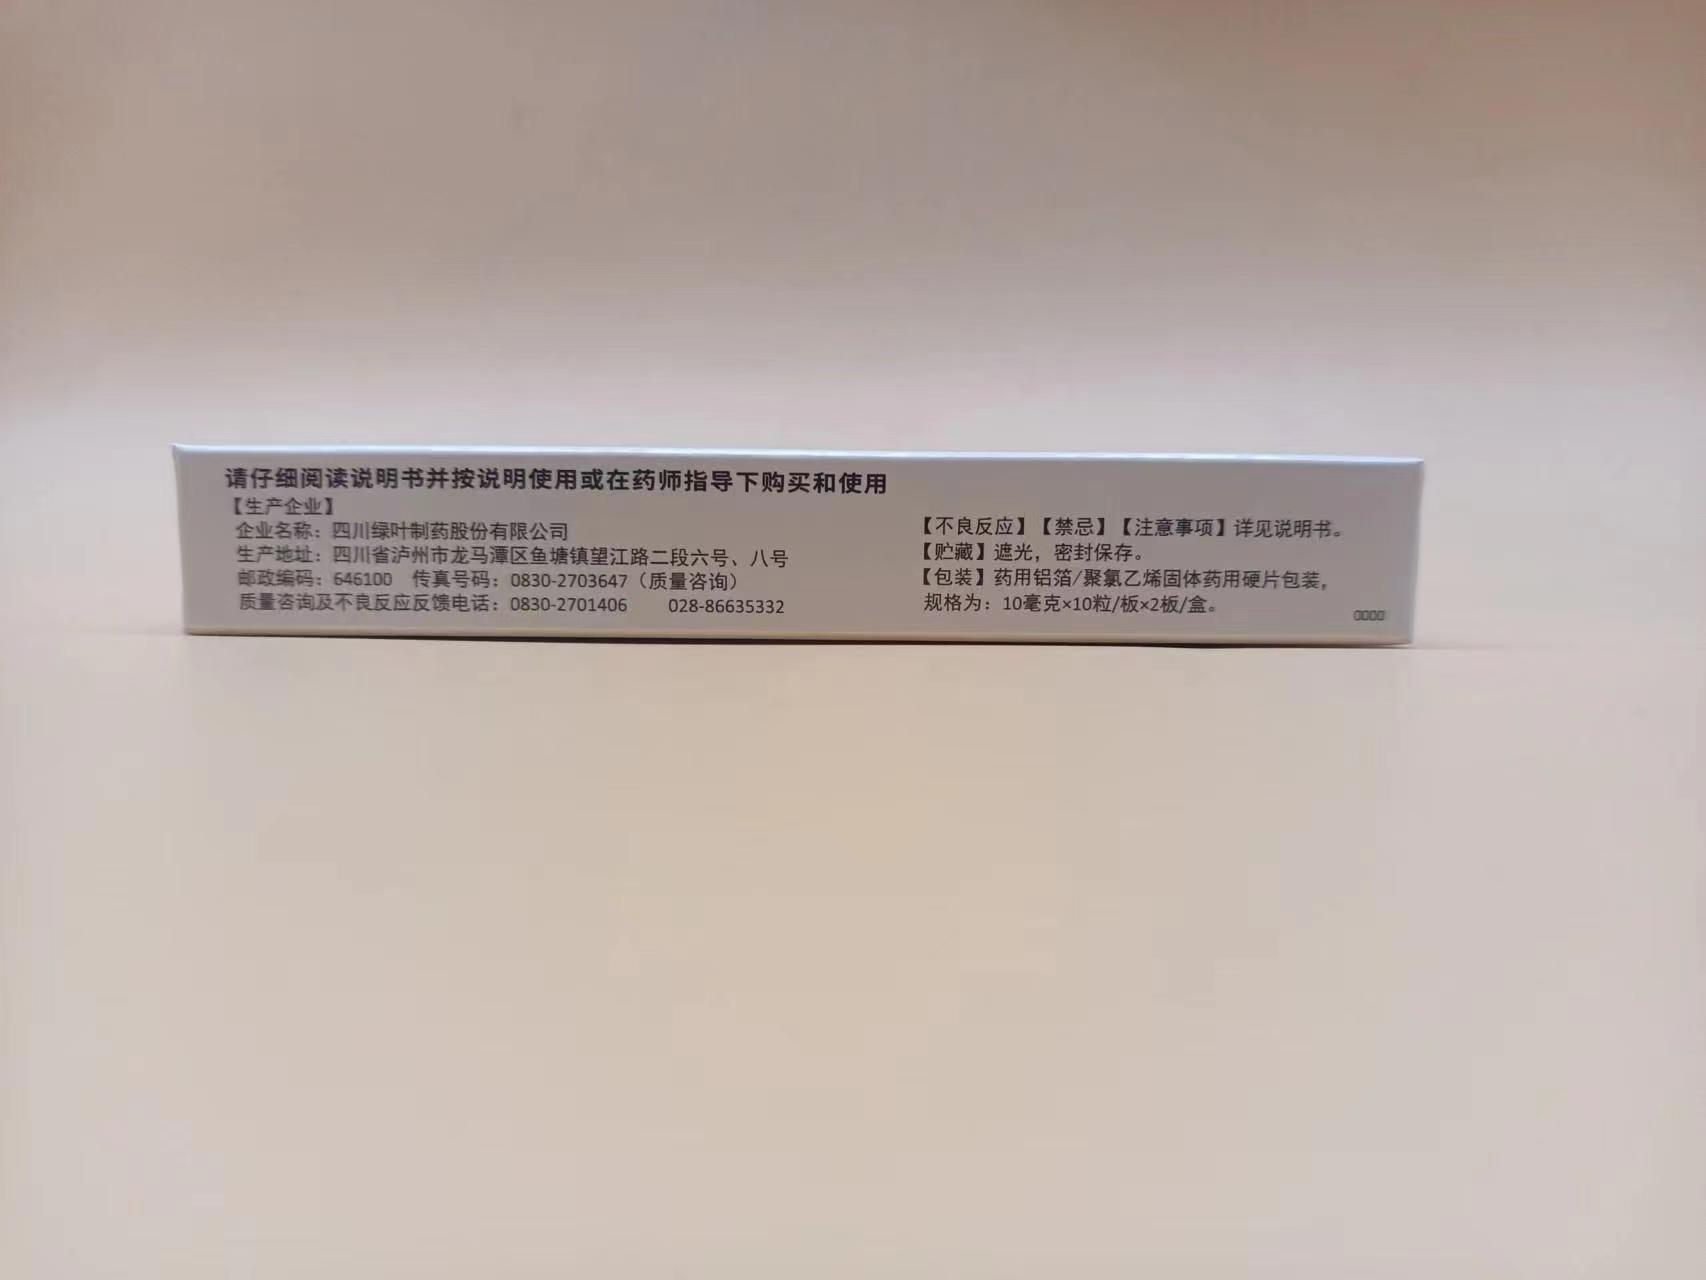 请仔细阅读说明书并按说明使用或在药师指导下购买和使用
【生产企业】
企业名称：四川绿叶制药股份有限公司
生产地址：四川省泸州市龙马潭区鱼塘镇望江路二段六号、八号
邮政编码：646100 传真号码：0830-2703647（质量咨询）
质量咨询及不良反应反馈电话：0830-2701406 028-86635332
【不良反应】【禁忌】【注意事项】详见说明书。
【贮藏】遮光，密封保存。
【包装】药用铝箔/聚氯乙烯固体药用硬片包装，
规格为：10毫克×10粒/板×2板/盒。
0000